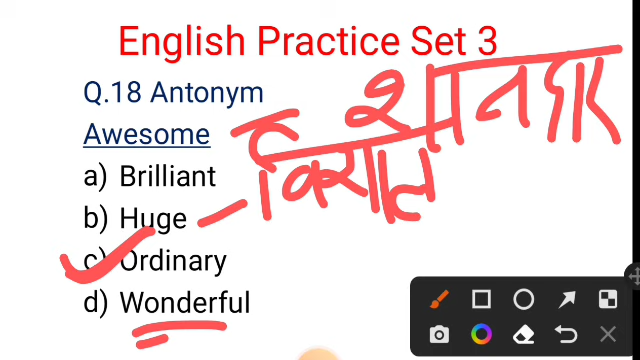 English Practice Set 3
Q.18 Antonym
Awesome
शानदार
a) Brilliant
विशाल
b) Huge
c) Ordinary
d) Wonderful